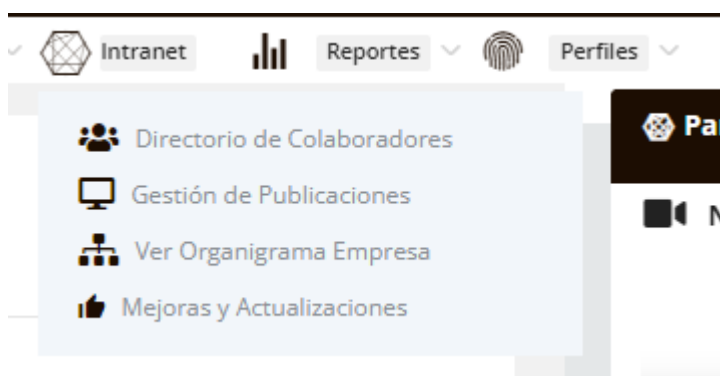 Intranet
Reportes
Perfiles
Directorio de Colaboradores
Gestión de Publicaciones
Ver Organigrama Empresa
Mejoras y Actualizaciones